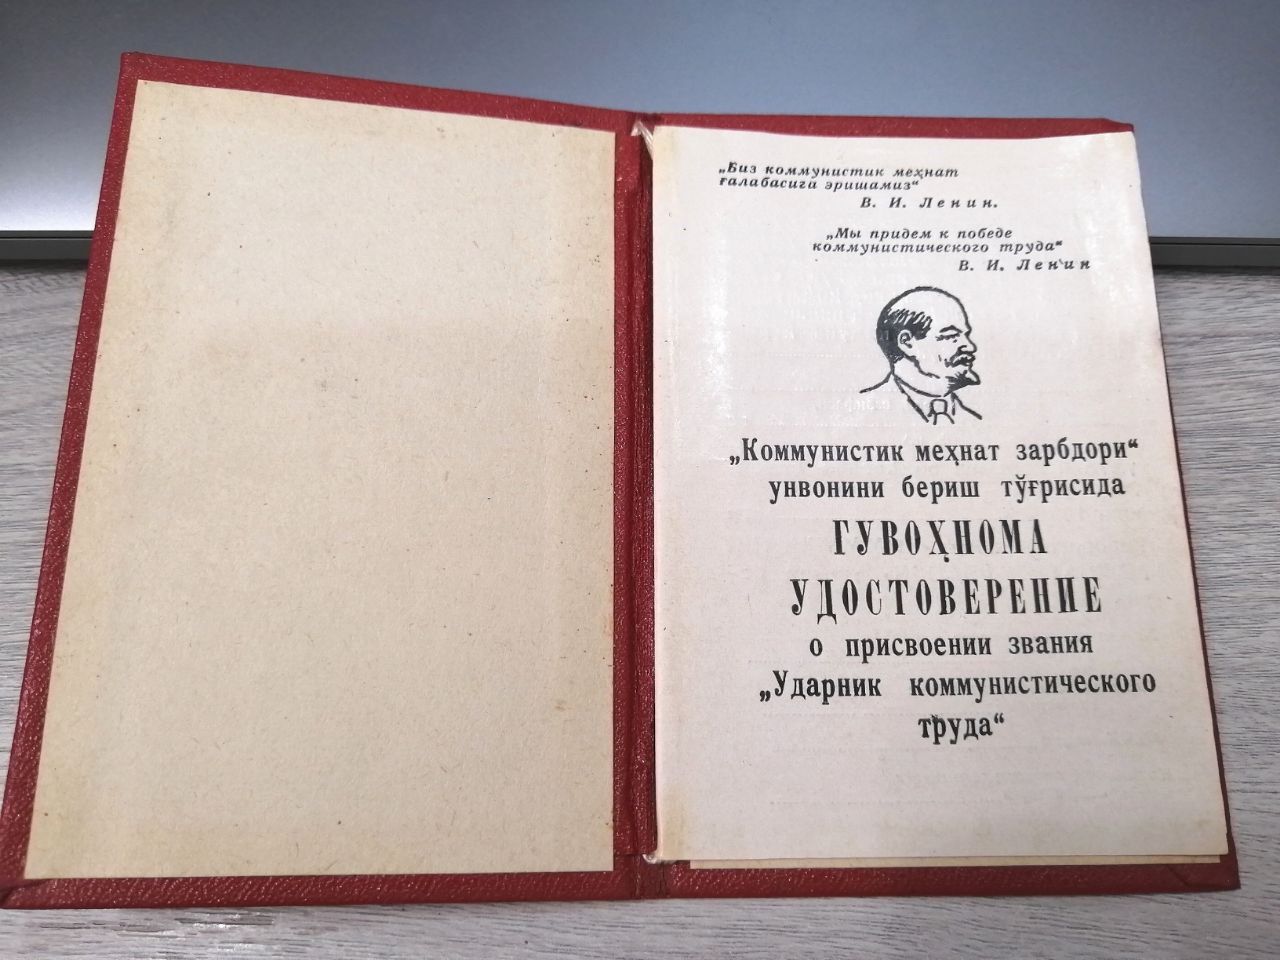 „Биз коммунистик меҳнат
ғалабасига эришамиз“
В. И. Ленин.
„Мы придем к победе
коммунистического труда“
В. И. Ленин
„Коммунистик меҳнат зарбдори“
унвонини бериш тўғрисида
ГУВОҲНОМА
УДОСТОВЕРЕНИЕ
о присвоении звания
„Ударник коммунистического
труда“